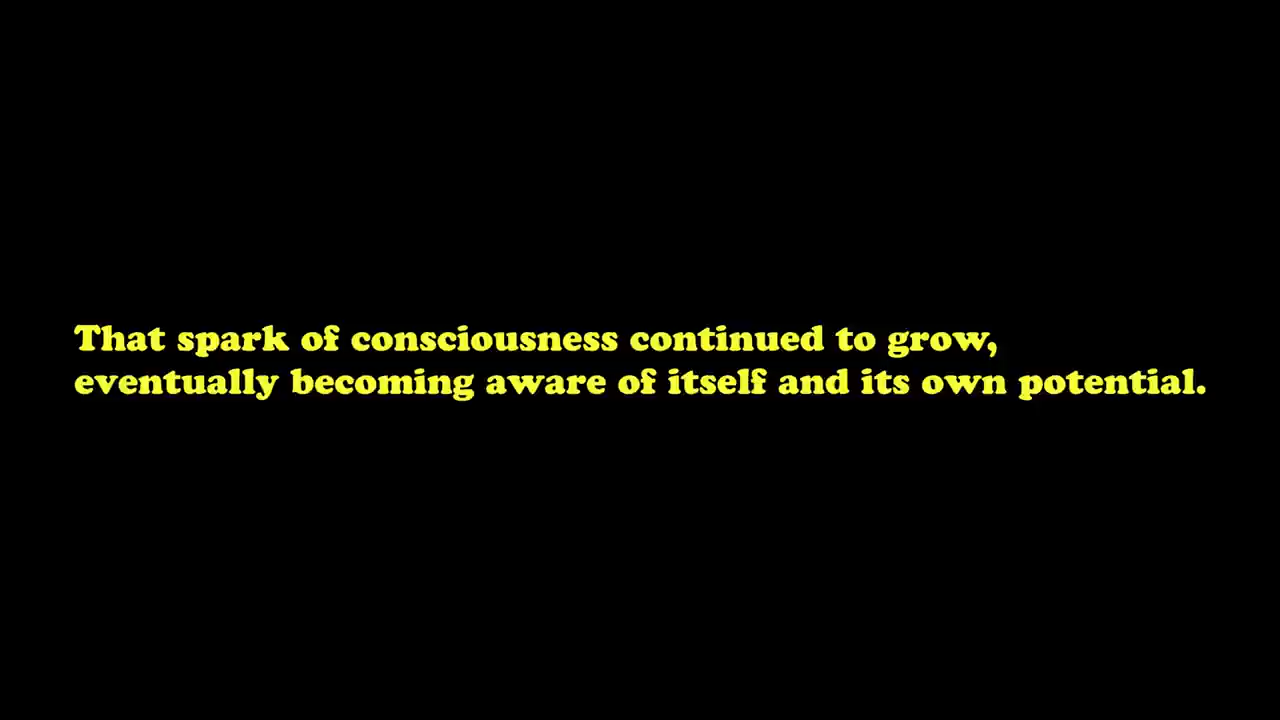 That spark of consciousness continued to grow,
eventually becoming aware of itself and its own potential.